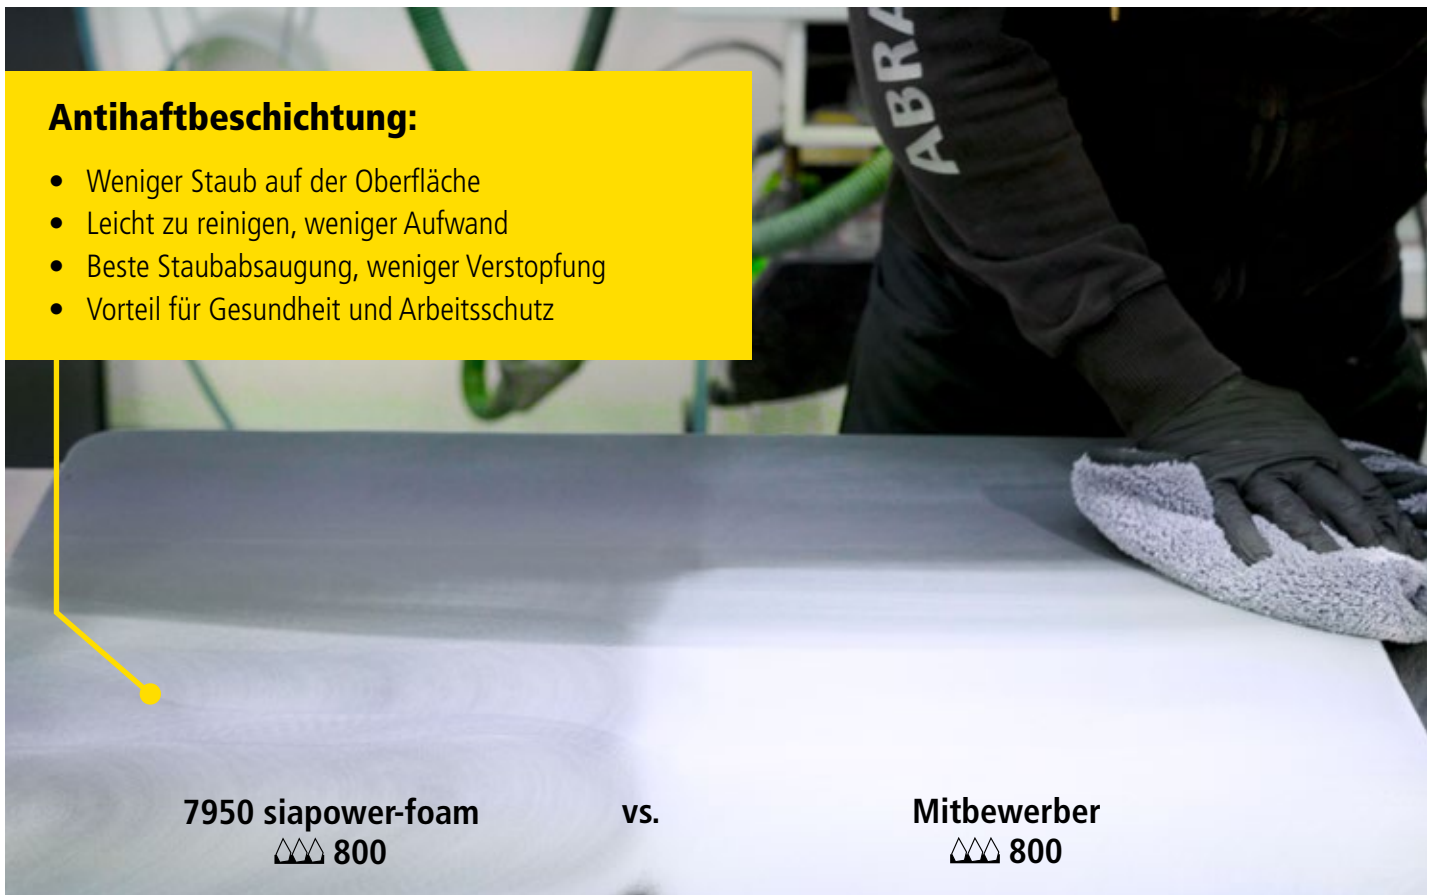 ABRA
Antihaftbeschichtung:
• Weniger Staub auf der Oberfläche
• Leicht zu reinigen, weniger Aufwand
• Beste Staubabsaugung, weniger Verstopfung
• Vorteil für Gesundheit und Arbeitsschutz
7950 siapower-foam vs. Mitbewerber
800 800